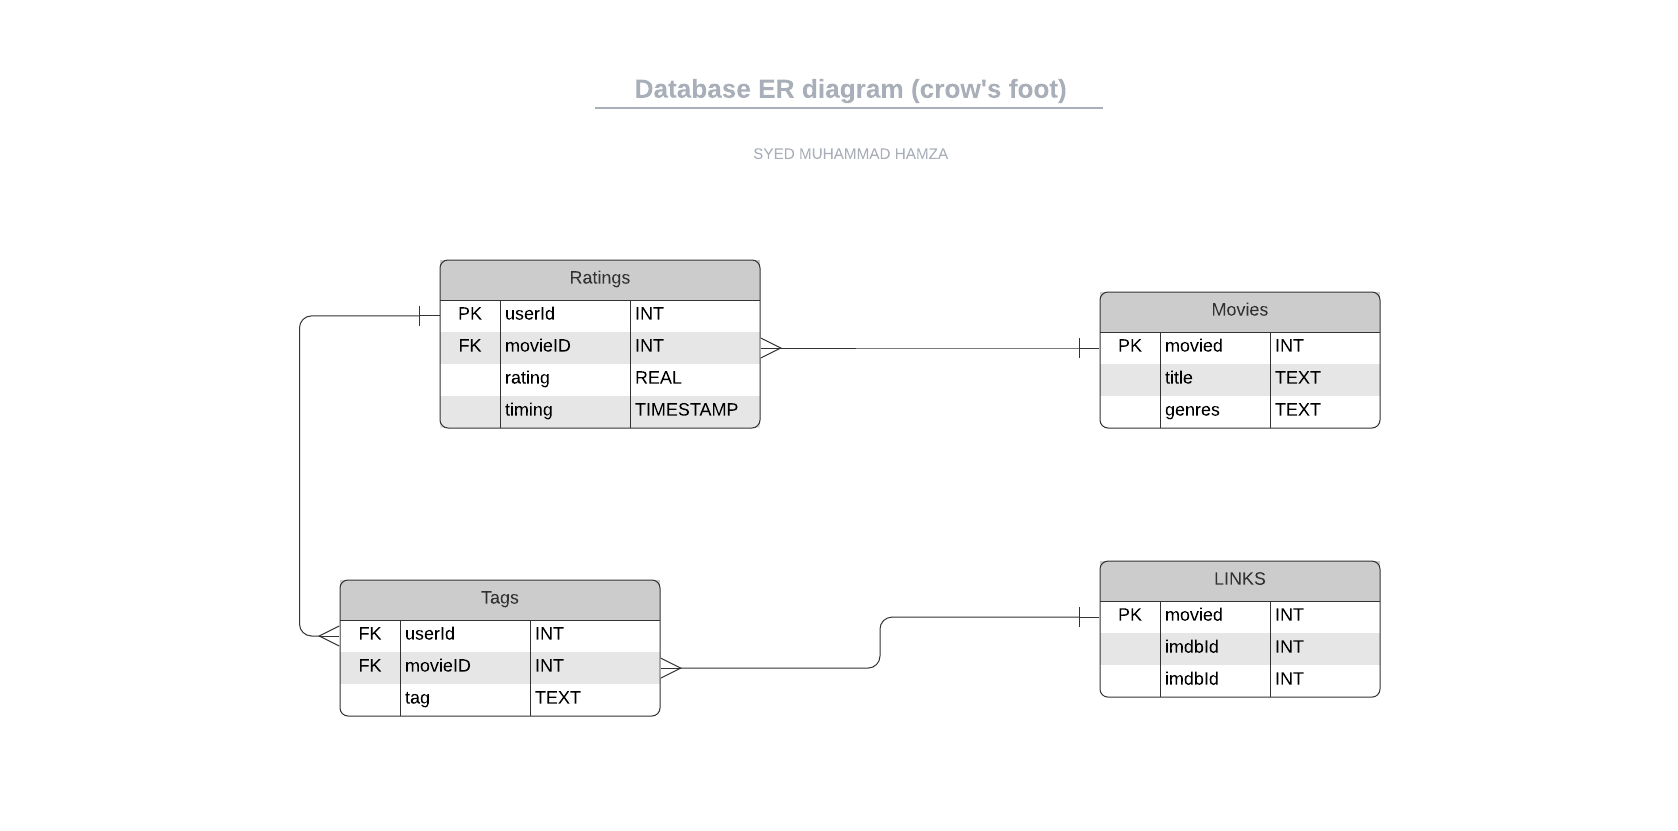 Database ER diagram (crow's foot)
SYED MUHAMMAD HAMZA
Ratings
PK userId INT
FK movieID INT
rating REAL
timing TIMESTAMP
Movies
PK movied INT
title TEXT
genres TEXT
Tags
FK userId INT
FK movieID INT
tag TEXT
LINKS
PK movied INT
imdbId INT
imdbId INT